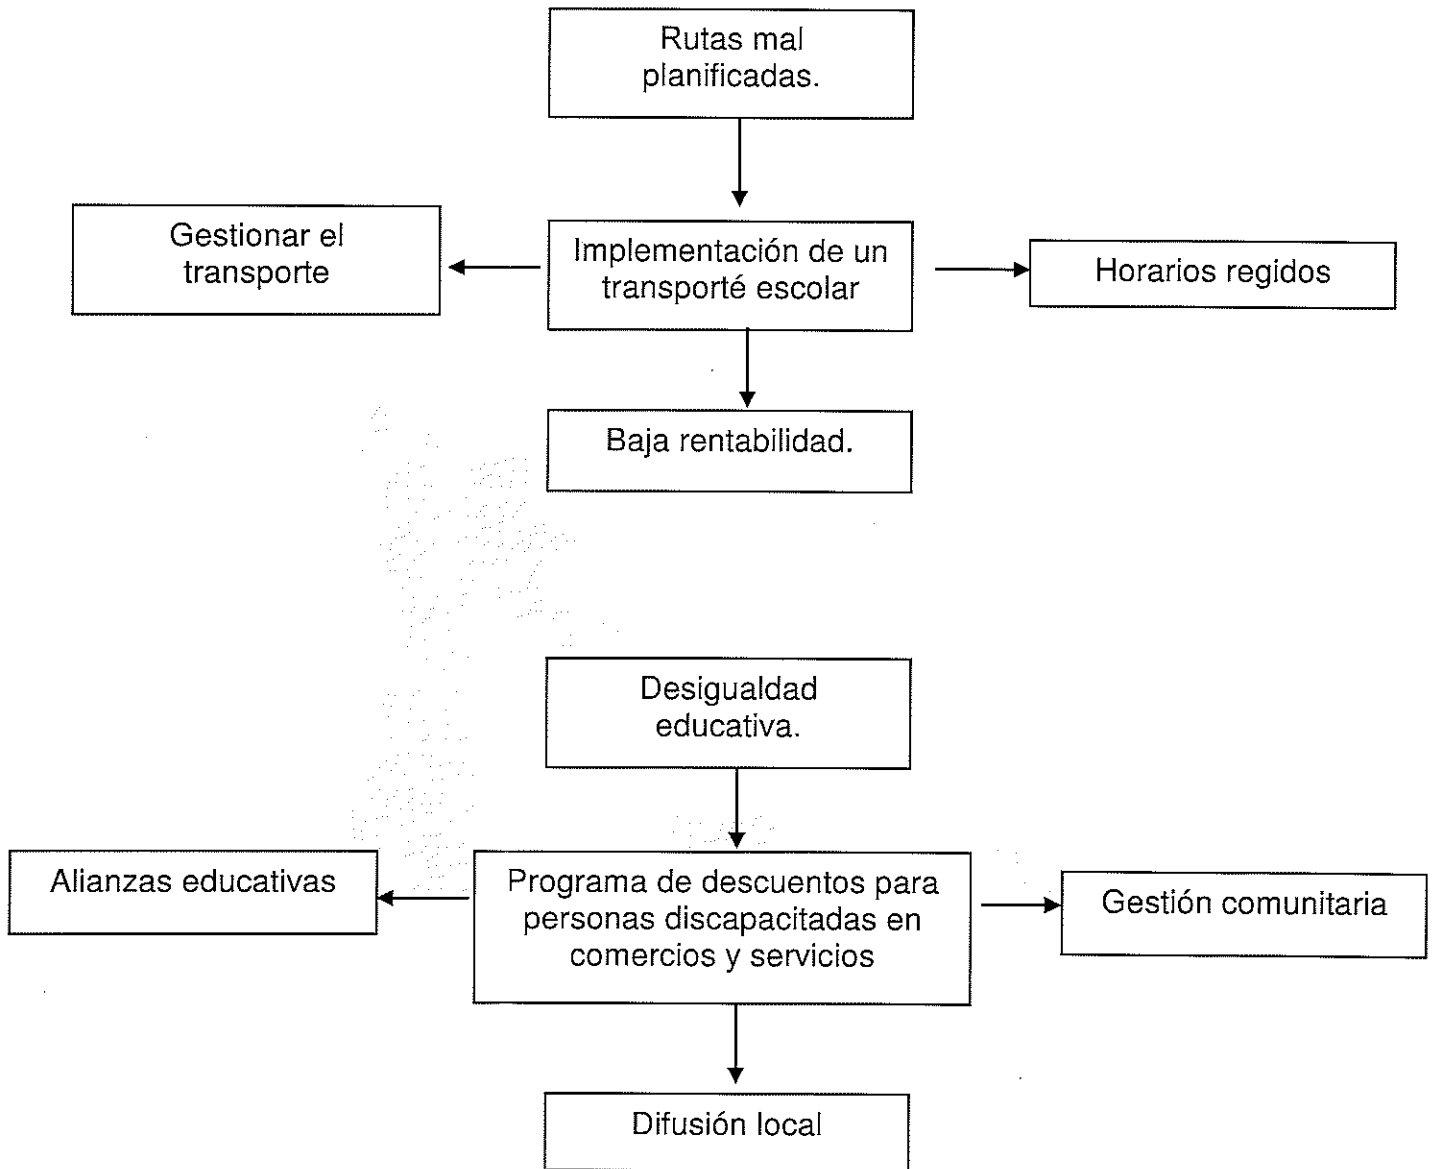 Rutas mal
planificadas.
Gestionar el
transporte
Implementación de un
transporté escolar
Horarios regidos
Baja rentabilidad.
Desigualdad
educativa.
Alianzas educativas
Programa de descuentos para
personas discapacitadas en
comercios y servicios
Gestión comunitaria
Difusión local